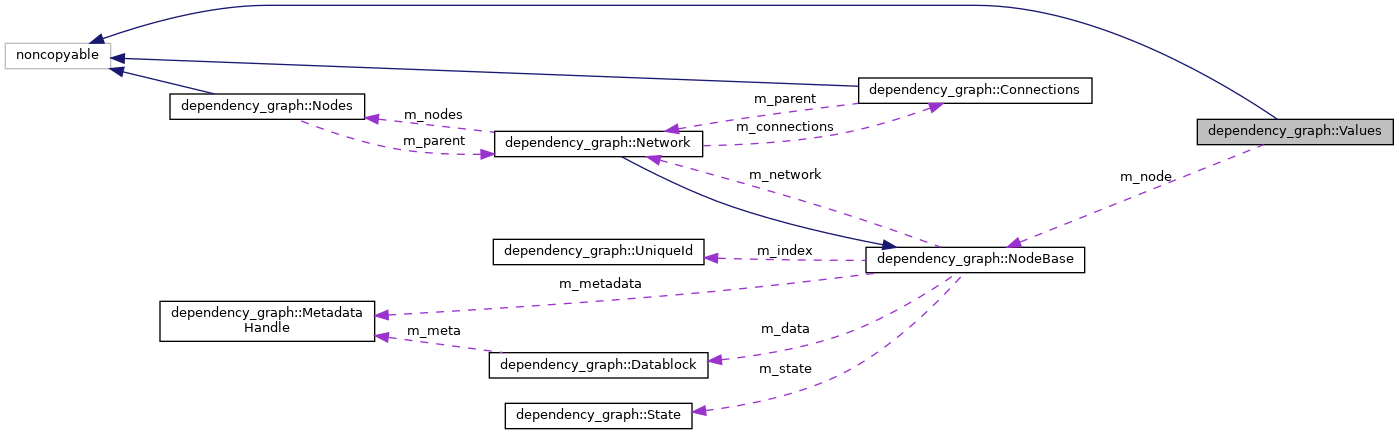 noncopyable
dependency_graph::Nodes
dependency_graph::Connections
m_parent
m_nodes
m_connections
dependency_graph::Values
m_parent
dependency_graph::Network
m_network
m_node
dependency_graph::UniqueId
m_index
dependency_graph::NodeBase
m_metadata
dependency_graph::Metadata
Handle
m_meta
m_data
dependency_graph::Datablock
m_state
dependency_graph::State